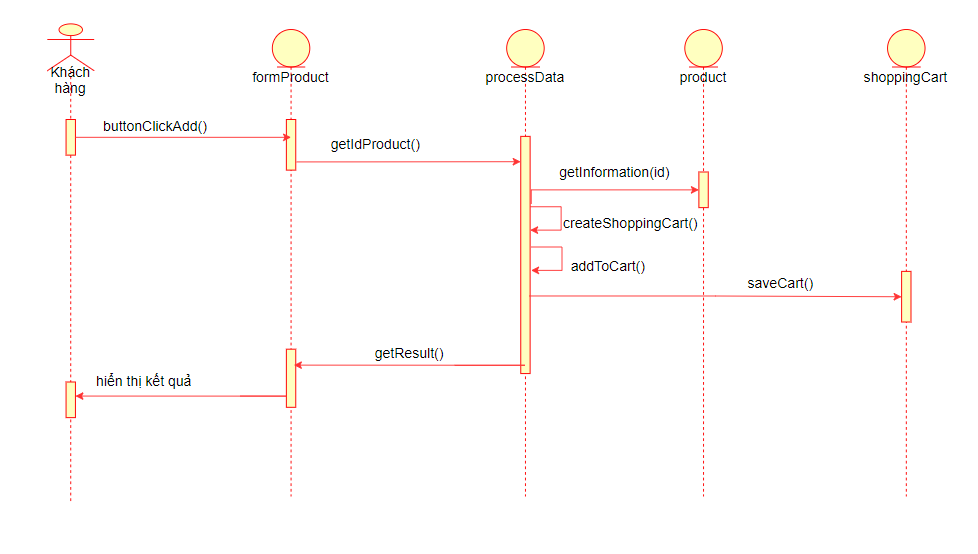 Khách
hàng
formProduct
processData
product
shoppingCart
buttonClickAdd()
getIdProduct()
getInformation(id)
createShoppingCart()
addToCart()
saveCart()
getResult()
hiển thị kết quả